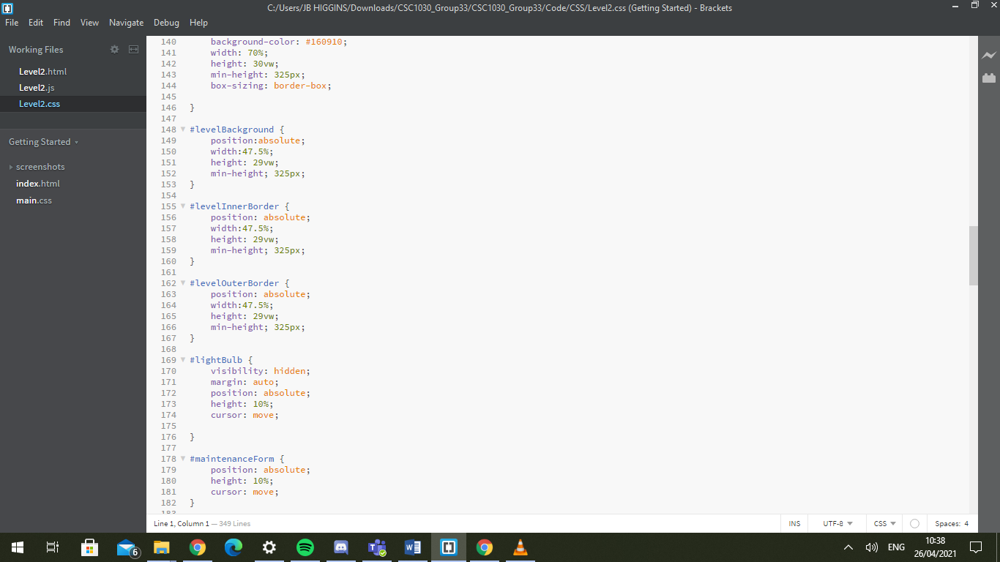 C:/Users/JB HIGGINS/Downloads/CSC1030_Group33/CSC1030_Group33/Code/CSS/Level2.css (Getting Started) - Brackets
File Edit Find View Navigate Debug Help
Working Files
Level2.html
Level2.js
Level2.css
Getting Started
screenshots
index.html
main.css
140 background-color: #160910;
141 width: 70%;
142 height: 30vw;
143 min-height: 325px;
144 box-sizing: border-box;
145
146 }
147
148 #levelBackground {
149 position:absolute;
150 width:47.5%;
151 height: 29vw;
152 min-height; 325px;
153 }
154
155 #levelInnerBorder {
156 position: absolute;
157 width:47.5%;
158 height: 29vw;
159 min-height; 325px;
160 }
161
162 #levelOuterBorder {
163 position: absolute;
164 width:47.5%;
165 height: 29vw;
166 min-height; 325px;
167 }
168
169 #lightBulb {
170 visibility: hidden;
171 margin: auto;
172 position: absolute;
173 height: 10%;
174 cursor: move;
175
176 }
177
178 #maintenanceForm {
179 position: absolute;
180 height: 10%;
181 cursor: move;
182 }
183
Line 1, Column 1 — 349 Lines
INS UTF-8 CSS Spaces: 4
6
ENG
10:38
26/04/2021